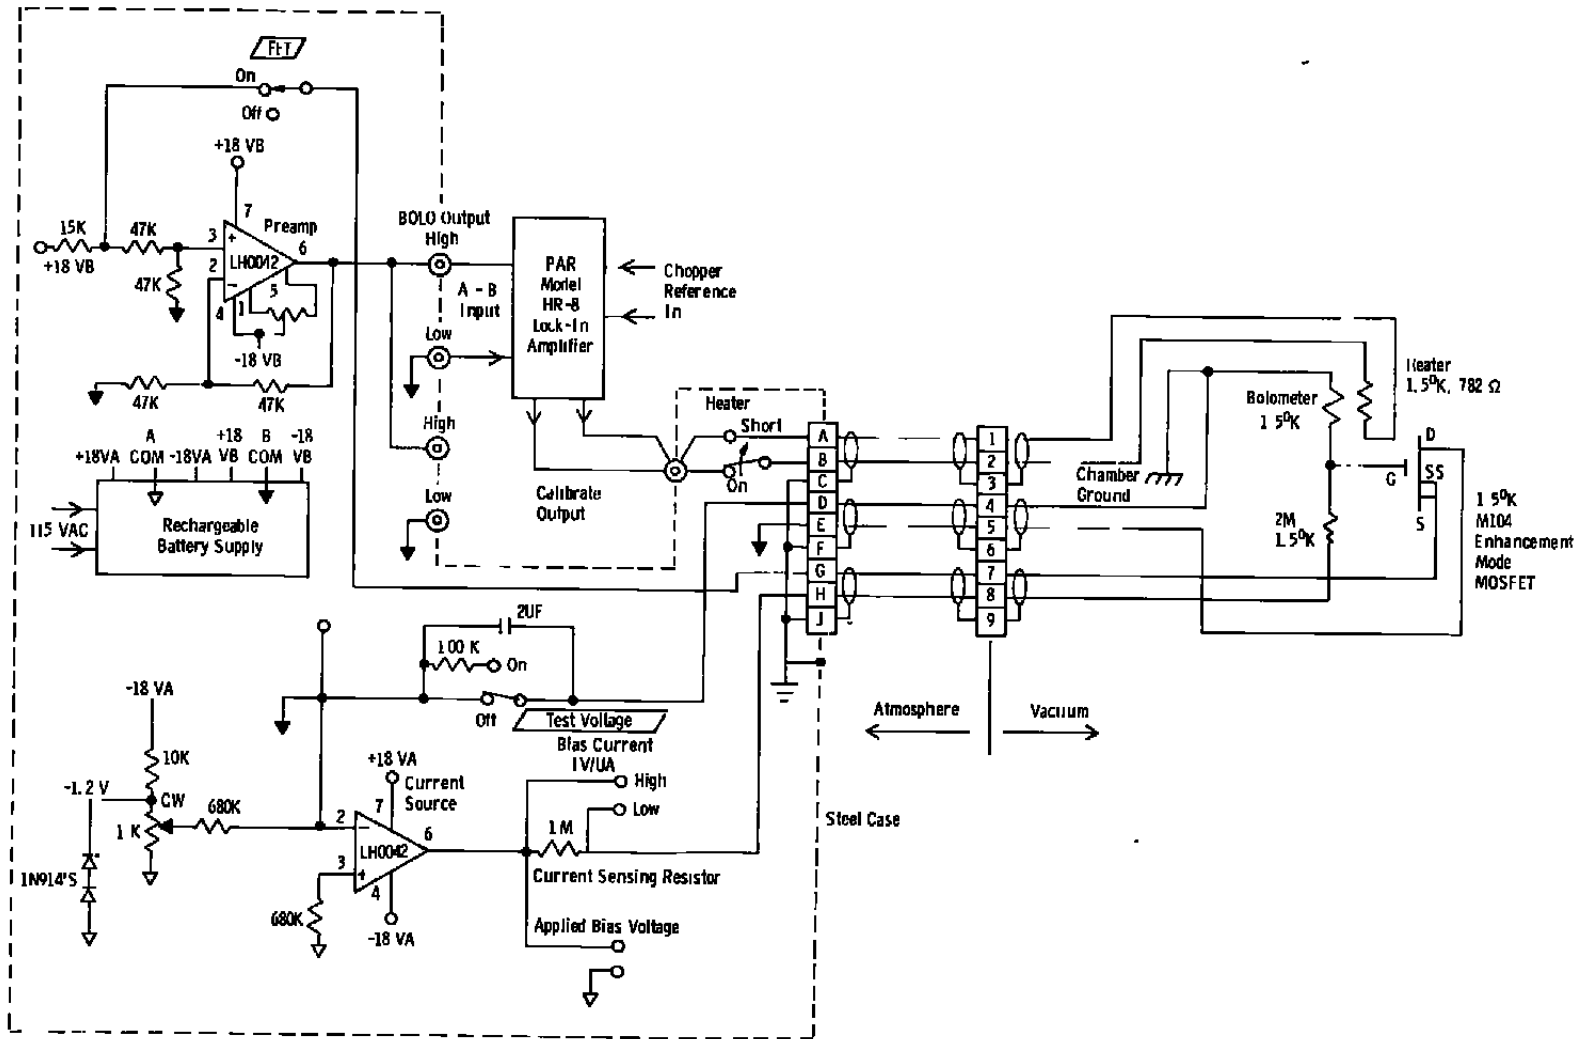 FET
On
Off
+18 VB
7
Preamp
15K
47K
3
+
6
LH0042
2
-
5
4
1
+18 VB
47K
-18 VB
47K
47K
BOLO Output
High
A - B
Input
Low
PAR
Model
HR-8
Lock-In
Amplifier
Chopper
Reference
In
High
Low
Calibrate
Output
Heater
Short
On
+18VA
A
COM
-18VA
+18
VB
B
COM
-18
VB
115 VAC
Rechargeable
Battery Supply
A
B
C
D
E
F
G
H
J
1
2
3
4
5
6
7
8
9
Heater
1.5⁰K, 782 Ω
Bolometer
1 5⁰K
Chamber
Ground
D
SS
G
S
2M
1.5⁰K
1 5⁰K
M104
Enhancement
Mode
MOSFET
2UF
100 K
On
Off
Test Voltage
Atmosphere
Vacuum
Steel Case
-18 VA
10K
-1.2 V
CW
1 K
680K
1N914'S
+18 VA
Current
Source
2
-
7
6
LH0042
3
+
4
-18 VA
680K
Bias Current
1V/UA
High
Low
1 M
Current Sensing Resistor
Applied Bias Voltage